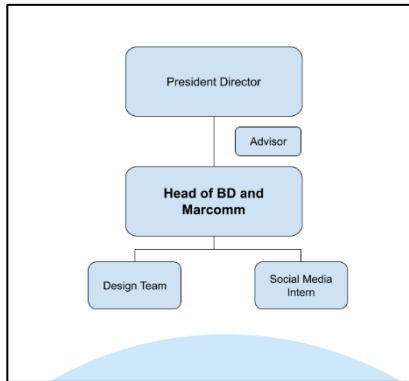 President Director
Advisor
Head of BD and
Marcomm
Design Team
Social Media
Intern